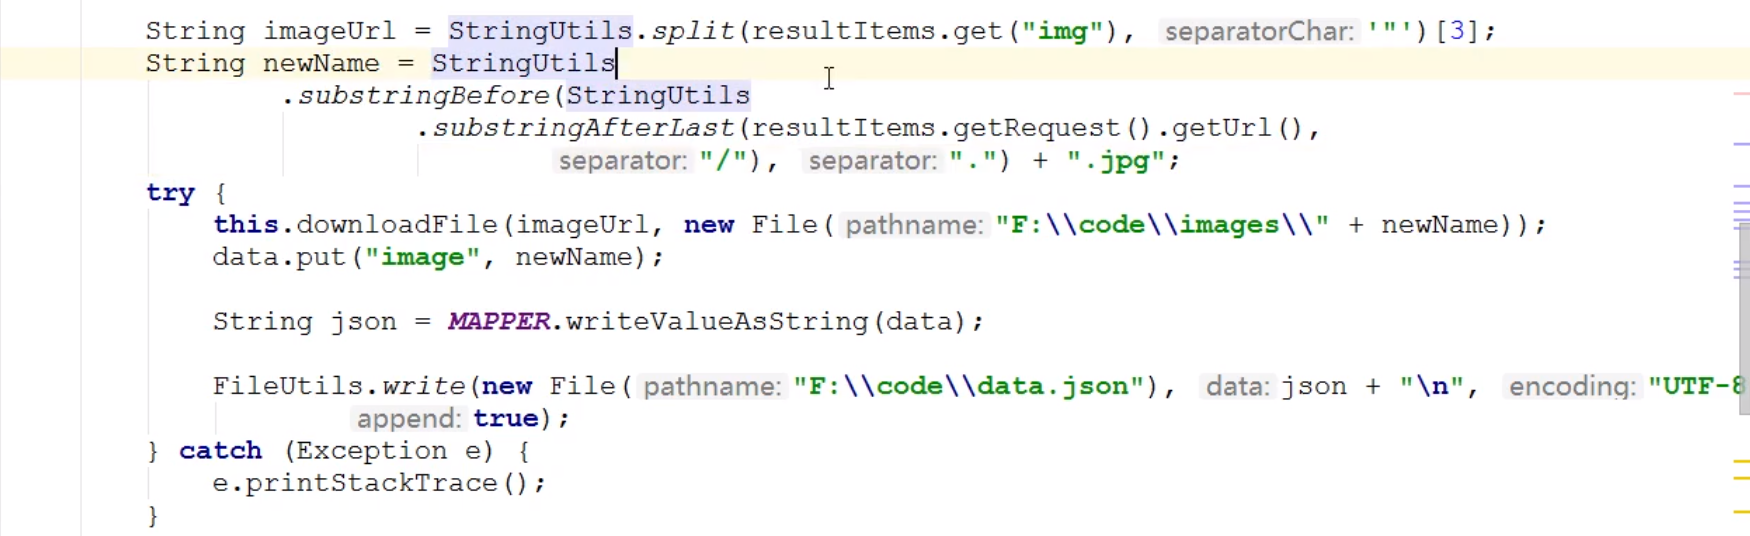 String imageUrl = StringUtils.split(resultItems.get("img"), separatorChar: '"')[3];
String newName = StringUtils
.substringBefore(StringUtils
.substringAfterLast(resultItems.getRequest().getUrl(),
separator: "/"), separator: ".") + ".jpg";
try {
this.downloadFile(imageUrl, new File( pathname: "F:\\code\\images\\" + newName));
data.put("image", newName);
String json = MAPPER.writeValueAsString(data);
FileUtils.write(new File( pathname: "F:\\code\\data.json"), data: json + "\n", encoding: "UTF-8
append: true);
} catch (Exception e) {
e.printStackTrace();
}